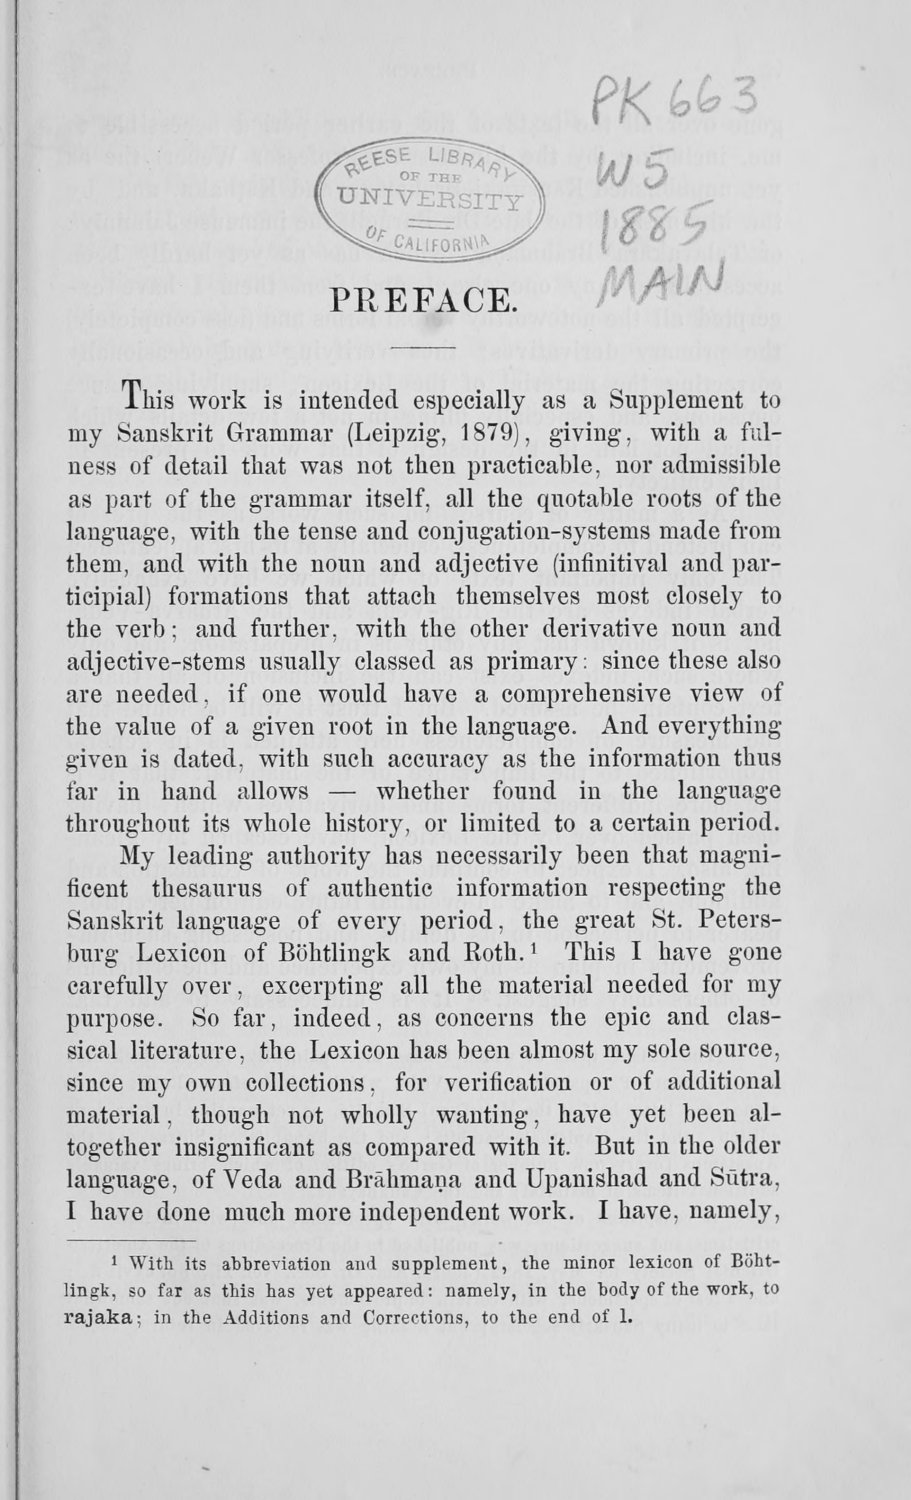 PK 663
W5
1885
MAIN
REESE LIBRARY
OF THE
UNIVERSITY
OF CALIFORNIA
PREFACE.
This work is intended especially as a Supplement to
my Sanskrit Grammar (Leipzig, 1879), giving, with a ful-
ness of detail that was not then practicable, nor admissible
as part of the grammar itself, all the quotable roots of the
language, with the tense and conjugation-systems made from
them, and with the noun and adjective (infinitival and par-
ticipial) formations that attach themselves most closely to
the verb; and further, with the other derivative noun and
adjective-stems usually classed as primary: since these also
are needed, if one would have a comprehensive view of
the value of a given root in the language. And everything
given is dated, with such accuracy as the information thus
far in hand allows — whether found in the language
throughout its whole history, or limited to a certain period.
My leading authority has necessarily been that magni-
ficent thesaurus of authentic information respecting the
Sanskrit language of every period, the great St. Peters-
burg Lexicon of Böhtlingk and Roth.¹ This I have gone
carefully over, excerpting all the material needed for my
purpose. So far, indeed, as concerns the epic and clas-
sical literature, the Lexicon has been almost my sole source,
since my own collections, for verification or of additional
material, though not wholly wanting, have yet been al-
together insignificant as compared with it. But in the older
language, of Veda and Brāhmaṇa and Upanishad and Sūtra,
I have done much more independent work. I have, namely,
¹ With its abbreviation and supplement, the minor lexicon of Böht-
lingk, so far as this has yet appeared: namely, in the body of the work, to
rajaka; in the Additions and Corrections, to the end of l.